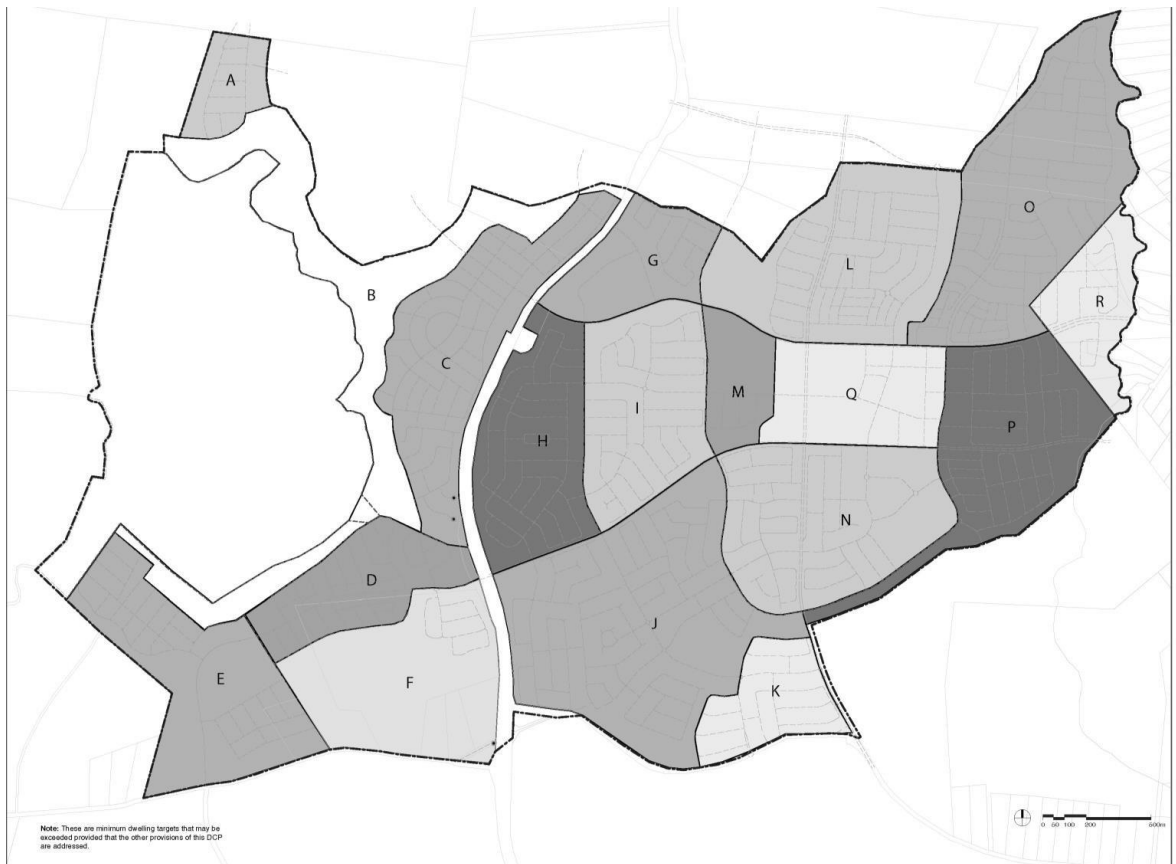 A
O
G
L
B
R
C
M
Q
I
P
H
N
D
J
E
F
K
Note: These are minimum dwelling targets that may be
exceeded provided that the other provisions of this DCP
are addressed.
0 50 100 200 500m